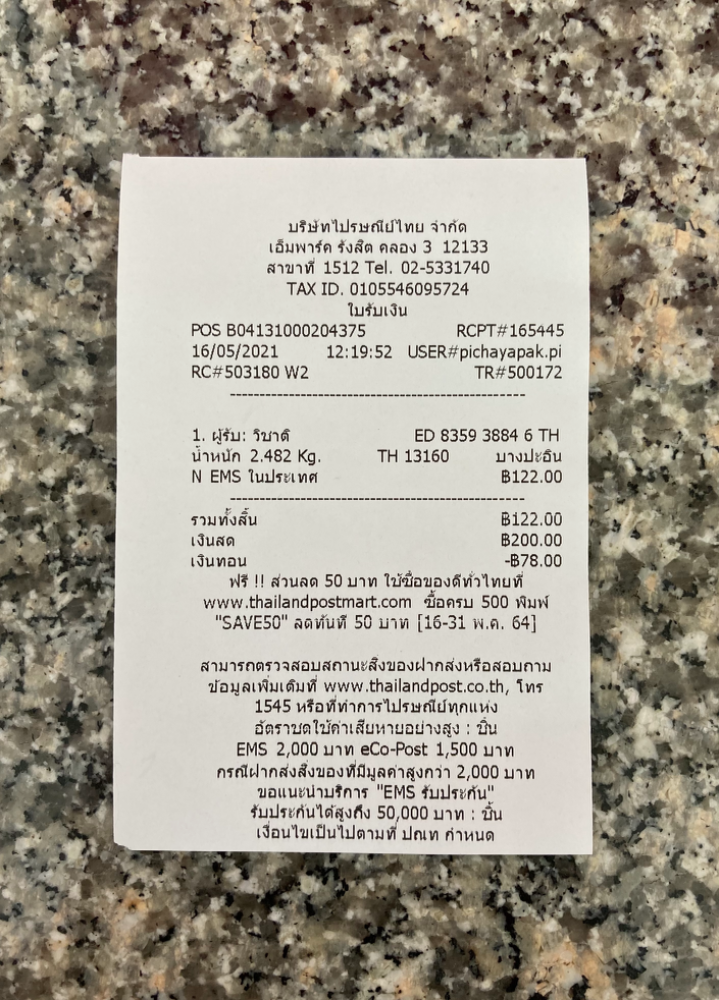 บริษัทไปรษณีย์ไทย จำกัด
เอ็มพาร์ค รังสิต คลอง 3 12133
สาขาที่ 1512 Tel. 02-5331740
TAX ID. 0105546095724
ใบรับเงิน
POS B04131000204375 RCPT#165445
16/05/2021 12:19:52 USER#pichayapak.pi
RC#503180 W2 TR#500172
--------------------------------------------------
1. ผู้รับ: วิชาติ ED 8359 3884 6 TH
น้ำหนัก 2.482 Kg. TH 13160 บางปะอิน
N EMS ในประเทศ ฿122.00
--------------------------------------------------
รวมทั้งสิ้น ฿122.00
เงินสด ฿200.00
เงินทอน -฿78.00
ฟรี !! ส่วนลด 50 บาท ใช้ซื้อของดีทั่วไทยที่
www.thailandpostmart.com ซื้อครบ 500 พิมพ์
"SAVE50" ลดทันที 50 บาท [16-31 พ.ค. 64]
สามารถตรวจสอบสถานะสิ่งของฝากส่งหรือสอบถาม
ข้อมูลเพิ่มเติมที่ www.thailandpost.co.th, โทร
1545 หรือที่ทำการไปรษณีย์ทุกแห่ง
อัตราชดใช้ค่าเสียหายอย่างสูง : ชิ้น
EMS 2,000 บาท eCo-Post 1,500 บาท
กรณีฝากส่งสิ่งของที่มีมูลค่าสูงกว่า 2,000 บาท
ขอแนะนำบริการ "EMS รับประกัน"
รับประกันได้สูงถึง 50,000 บาท : ชิ้น
เงื่อนไขเป็นไปตามที่ ปณท กำหนด